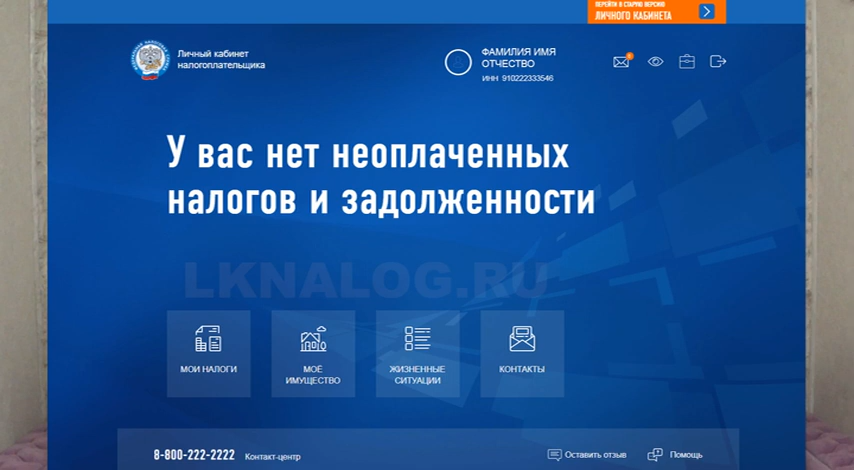 ПЕРЕЙТИ В СТАРУЮ ВЕРСИЮ
ЛИЧНОГО КАБИНЕТА
Личный кабинет
налогоплательщика
ФАМИЛИЯ ИМЯ
ОТЧЕСТВО
ИНН 910222333546
У вас нет неоплаченных
налогов и задолженности
LKNALOG.RU
МОИ НАЛОГИ
МОЁ
ИМУЩЕСТВО
ЖИЗНЕННЫЕ
СИТУАЦИИ
КОНТАКТЫ
8-800-222-2222 Контакт-центр
Оставить отзыв
Помощь